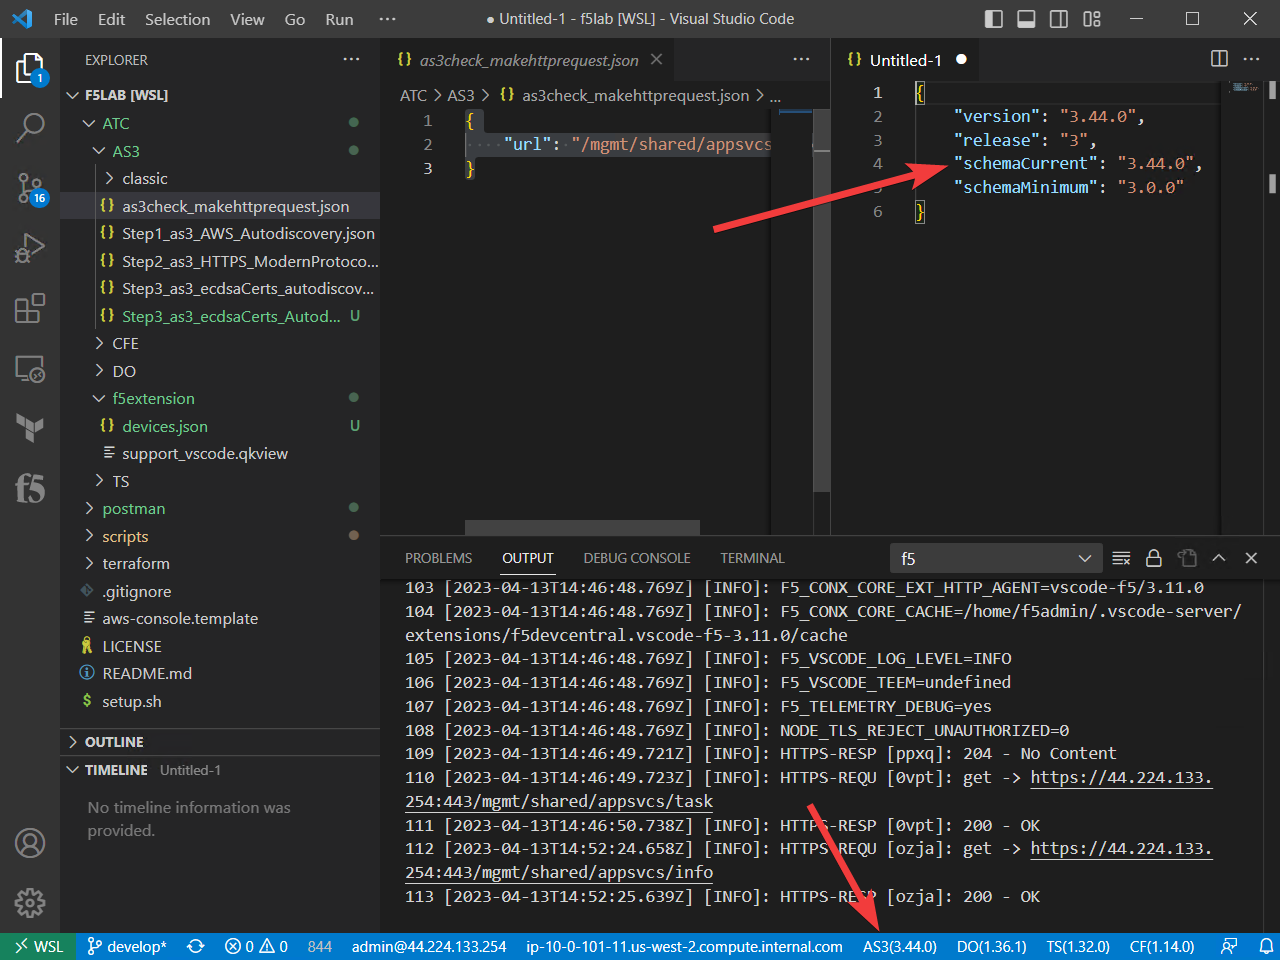 File Edit Selection View Go Run ··· ● Untitled-1 - f5lab [WSL] - Visual Studio Code
EXPLORER ···
F5LAB [WSL]
ATC
AS3
classic
{} as3check_makehttprequest.json
{} Step1_as3_AWS_Autodiscovery.json
{} Step2_as3_HTTPS_ModernProtoco...
{} Step3_as3_ecdsaCerts_autodiscov...
{} Step3_as3_ecdsaCerts_Autod... U
CFE
DO
f5extension
{} devices.json U
support_vscode.qkview
TS
postman
scripts
terraform
.gitignore
aws-console.template
LICENSE
README.md
$ setup.sh
OUTLINE
TIMELINE Untitled-1
No timeline information was
provided.
1
16
f5
{} as3check_makehttprequest.json
ATC > AS3 > {} as3check_makehttprequest.json > ...
1 {
2 "url": "/mgmt/shared/appsvcs
3 }
{} Untitled-1 ●
1 {
2 "version": "3.44.0",
3 "release": "3",
4 "schemaCurrent": "3.44.0",
5 "schemaMinimum": "3.0.0"
6 }
PROBLEMS OUTPUT DEBUG CONSOLE TERMINAL f5
103 [2023-04-13T14:46:48.769Z] [INFO]: F5_CONX_CORE_EXT_HTTP_AGENT=vscode-f5/3.11.0
104 [2023-04-13T14:46:48.769Z] [INFO]: F5_CONX_CORE_CACHE=/home/f5admin/.vscode-server/
extensions/f5devcentral.vscode-f5-3.11.0/cache
105 [2023-04-13T14:46:48.769Z] [INFO]: F5_VSCODE_LOG_LEVEL=INFO
106 [2023-04-13T14:46:48.769Z] [INFO]: F5_VSCODE_TEEM=undefined
107 [2023-04-13T14:46:48.769Z] [INFO]: F5_TELEMETRY_DEBUG=yes
108 [2023-04-13T14:46:48.769Z] [INFO]: NODE_TLS_REJECT_UNAUTHORIZED=0
109 [2023-04-13T14:46:49.721Z] [INFO]: HTTPS-RESP [ppxq]: 204 - No Content
110 [2023-04-13T14:46:49.723Z] [INFO]: HTTPS-REQU [0vpt]: get -> https://44.224.133.
254:443/mgmt/shared/appsvcs/task
111 [2023-04-13T14:46:50.738Z] [INFO]: HTTPS-RESP [0vpt]: 200 - OK
112 [2023-04-13T14:52:24.658Z] [INFO]: HTTPS-REQU [ozja]: get -> https://44.224.133.
254:443/mgmt/shared/appsvcs/info
113 [2023-04-13T14:52:25.639Z] [INFO]: HTTPS-RESP [ozja]: 200 - OK
WSL develop* 0 0 844 admin@44.224.133.254 ip-10-0-101-11.us-west-2.compute.internal.com AS3(3.44.0) DO(1.36.1) TS(1.32.0) CF(1.14.0)